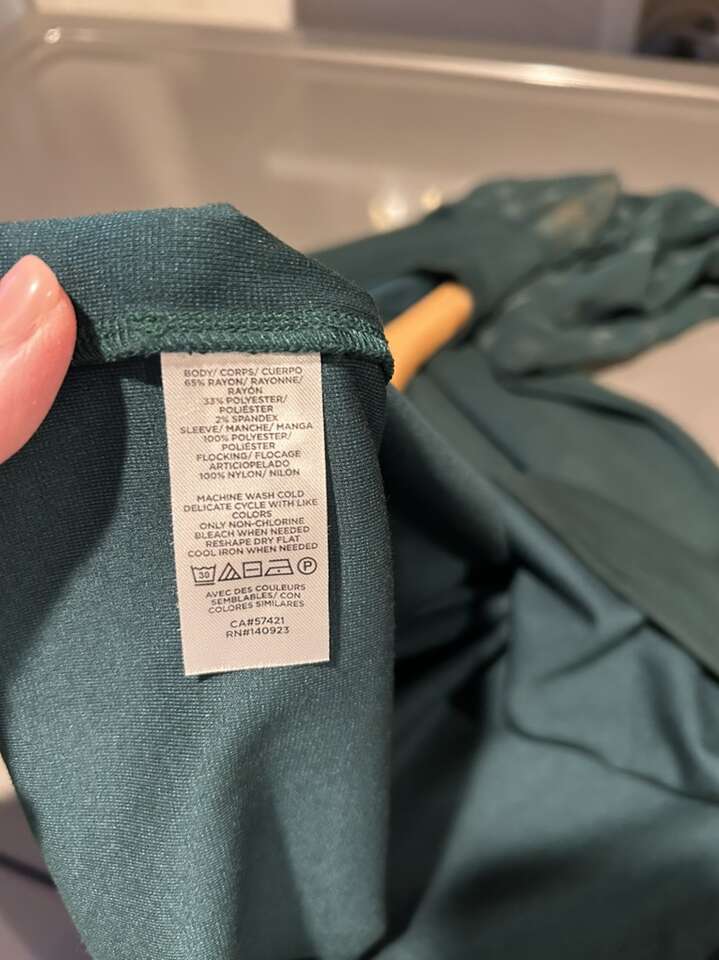 BODY/ CORPS/ CUERPO
65% RAYON/ RAYONNE/
RAYÓN
33% POLYESTER/
POLIÉSTER
2% SPANDEX
SLEEVE/ MANCHE/ MANGA
100% POLYESTER/
POLIÉSTER
FLOCKING/ FLOCAGE
ARTICIOPELADO
100% NYLON/ NILON
MACHINE WASH COLD
DELICATE CYCLE WITH LIKE
COLORS
ONLY NON-CHLORINE
BLEACH WHEN NEEDED
RESHAPE DRY FLAT
COOL IRON WHEN NEEDED
30 P
AVEC DES COULEURS
SEMBLABLES/ CON
COLORES SIMILARES
CA#57421
RN#140923